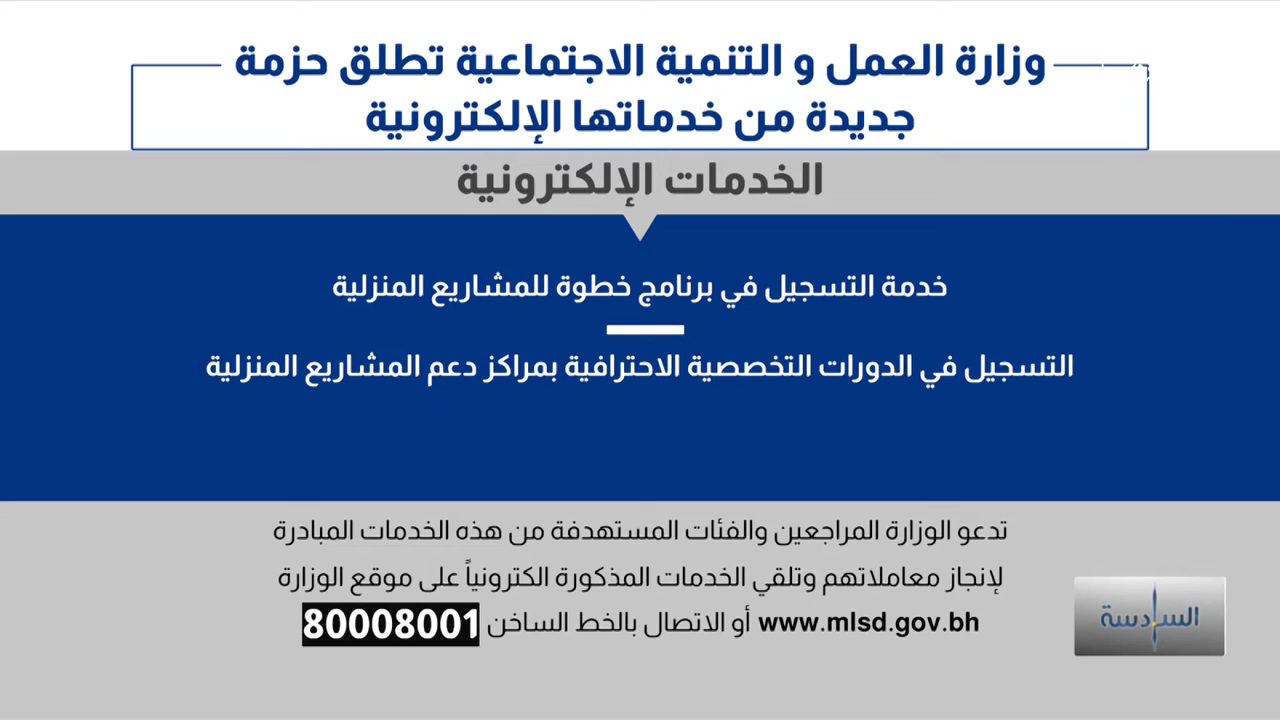 وزارة العمل و التنمية الاجتماعية تطلق حزمة
جديدة من خدماتها الإلكترونية
الخدمات الإلكترونية
خدمة التسجيل في برنامج خطوة للمشاريع المنزلية
التسجيل في الدورات التخصصية الاحترافية بمراكز دعم المشاريع المنزلية
تدعو الوزارة المراجعين والفئات المستهدفة من هذه الخدمات المبادرة
لإنجاز معاملاتهم وتلقي الخدمات المذكورة الكترونياً على موقع الوزارة
www.mlsd.gov.bh أو الاتصال بالخط الساخن 80008001
السادسة